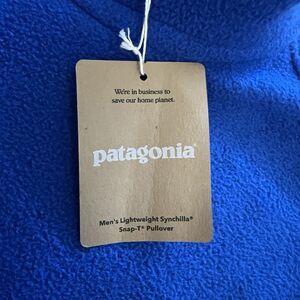 We're in business to
save our home planet.
patagonia®
Men's Lightweight Synchilla®
Snap-T® Pullover